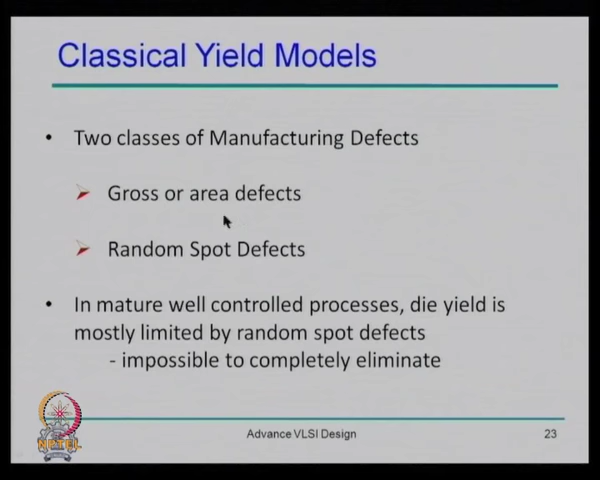 Classical Yield Models
• Two classes of Manufacturing Defects
Gross or area defects
Random Spot Defects
• In mature well controlled processes, die yield is
mostly limited by random spot defects
- impossible to completely eliminate
NPTEL
Advance VLSI Design
23